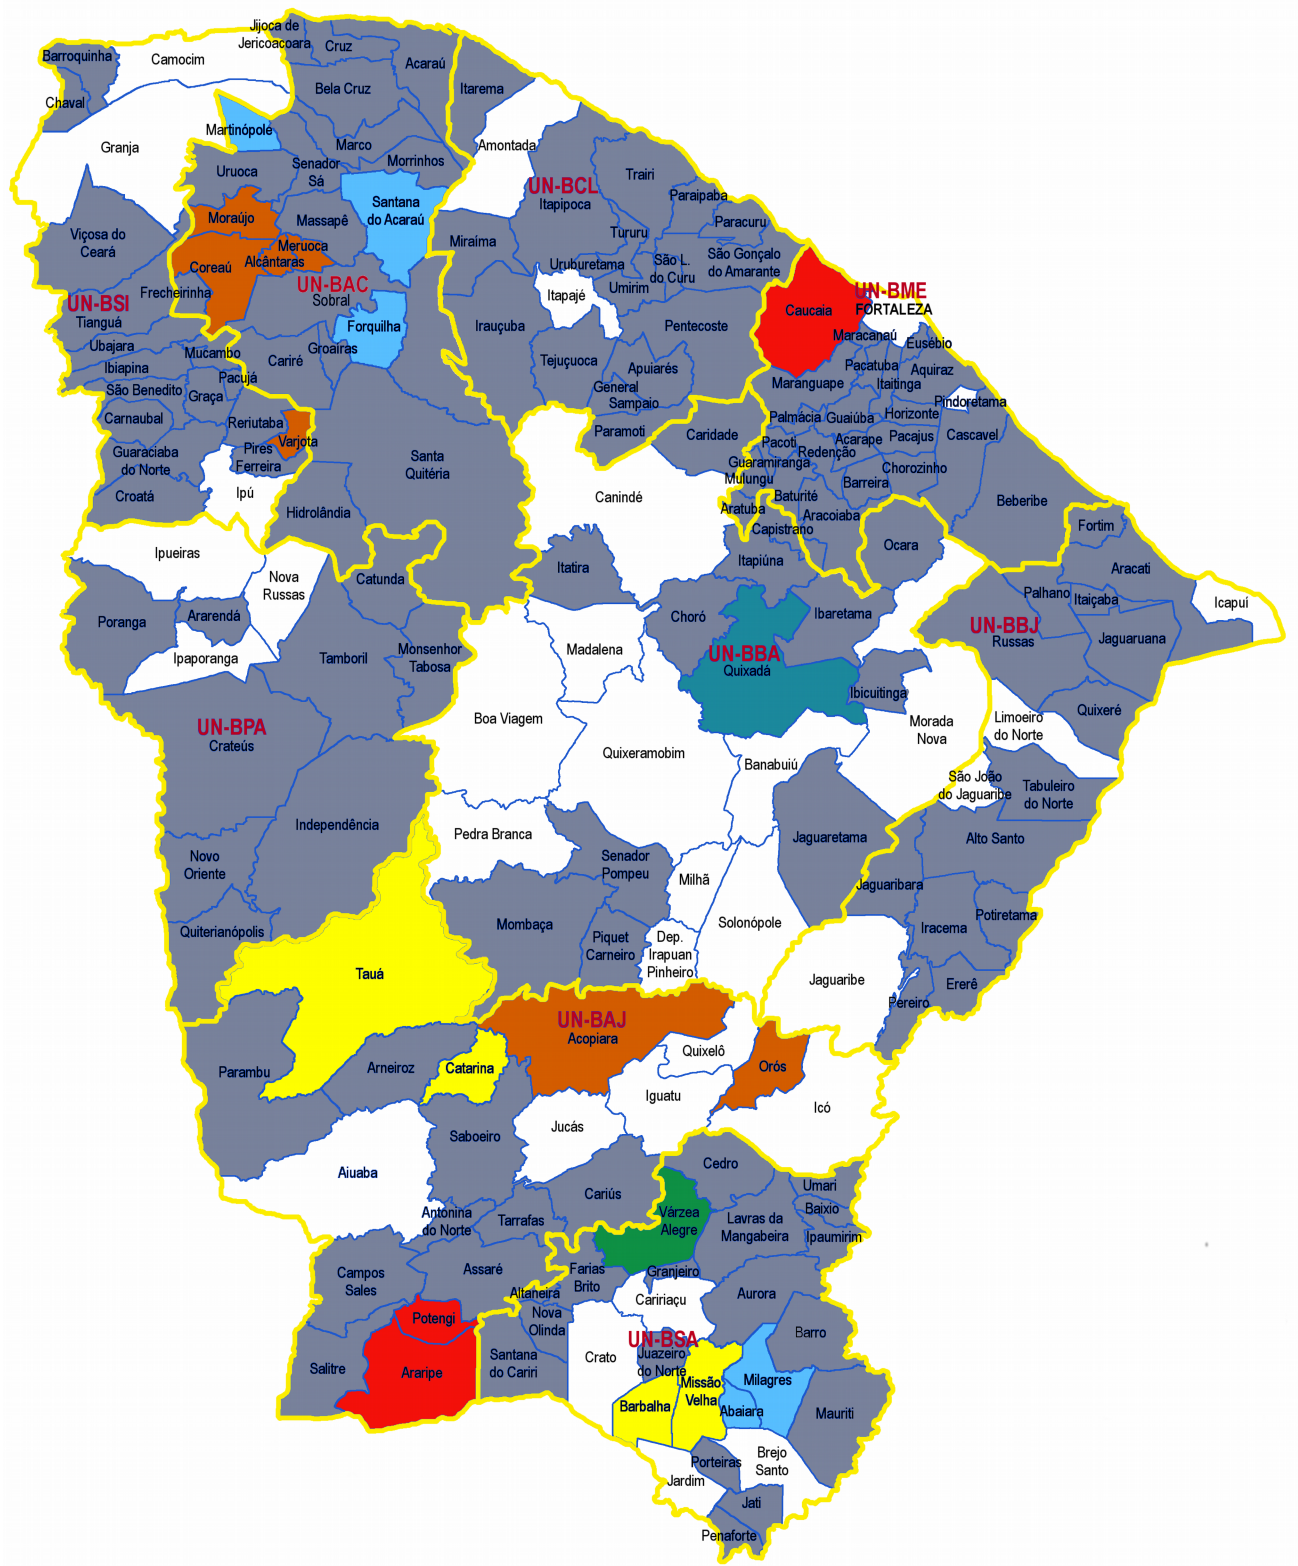 Jijoca de
Jericoacoara
Cruz
Barroquinha
Camocim
Acaraú
Itarema
Bela Cruz
Chaval
Martinópolé
Granja
Amontada
Marco
Morrinhos
Senador
Sá
Uruoca
Trairi
UN-BCL
Itapipoca
Paraipaba
Santana
do Acaraú
Moraújo
Massapê
Paracuru
Tururu
Viçosa do
Ceará
Meruoca
Miraíma
Alcântaras
Coreaú
São Gonçalo
do Amarante
São L.
do Curu
Uruburetama
Umirim
UN-BAC
Sobral
Frecheirinha
Itapajé
UN-BSI
Tianguá
UN-BME
FORTALEZA
Caucaia
Forquilha
Irauçuba
Pentecoste
Maracanaú
Eusébio
Ubajara
Mucambo
Groaíras
Cariré
Ibiapina
Tejuçuoca
Apuiarés
Pacatuba
Aquiraz
Itaitinga
Maranguape
Pacujá
São Benedito
Graça
General
Sampaio
Pindoretama
Carnaubal
Reriutaba
Varjota
Palmácia
Guaiúba
Horizonte
Paramoti
Caridade
Pacoti
Acarape
Pacajus
Cascavel
Redenção
Guaraciaba
do Norte
Pires
Ferreira
Santa
Quitéria
Guaramiranga
Mulungu
Chorozinho
Barreira
Croatá
Ipú
Canindé
Baturité
Beberibe
Hidrolândia
Aratuba
Aracoiaba
Capistrano
Fortim
Ocara
Ipueiras
Itapiúna
Itatira
Aracati
Nova
Russas
Catunda
Palhano
Itaiçaba
Icapuí
Poranga
Ararendá
Choró
Ibaretama
UN-BBJ
Russas
Jaguaruana
Ipaporanga
Tamboril
Monsenhor
Tabosa
Madalena
UN-BBA
Quixadá
Ibicuitinga
Quixeré
Boa Viagem
UN-BPA
Crateús
Morada
Nova
Limoeiro
do Norte
Quixeramobim
Banabuiú
São João
do Jaguaribe
Tabuleiro
do Norte
Independência
Pedra Branca
Jaguaretama
Alto Santo
Novo
Oriente
Senador
Pompeu
Milhã
Jaguaribara
Quiterianópolis
Mombaça
Piquet
Carneiro
Dep.
Irapuan
Pinheiro
Solonópole
Iracema
Potiretama
Tauá
Jaguaribe
Ererê
Pereiro
UN-BAJ
Acopiara
Quixelô
Orós
Parambu
Arneiroz
Catarina
Iguatu
Icó
Jucás
Saboeiro
Aiuaba
Cedro
Umari
Cariús
Várzea
Alegre
Antonina
do Norte
Tarrafas
Lavras da
Mangabeira
Baixio
Ipaumirim
Campos
Sales
Assaré
Farias
Brito
Granjeiro
Altaneira
Caririaçu
Aurora
Potengi
Nova
Olinda
UN-BSA
Barro
Salitre
Araripe
Santana
do Cariri
Crato
Juazeiro
do Norte
Missão
Velha
Milagres
Barbalha
Abaiara
Mauriti
Porteiras
Brejo
Santo
Jardim
Jati
Penaforte